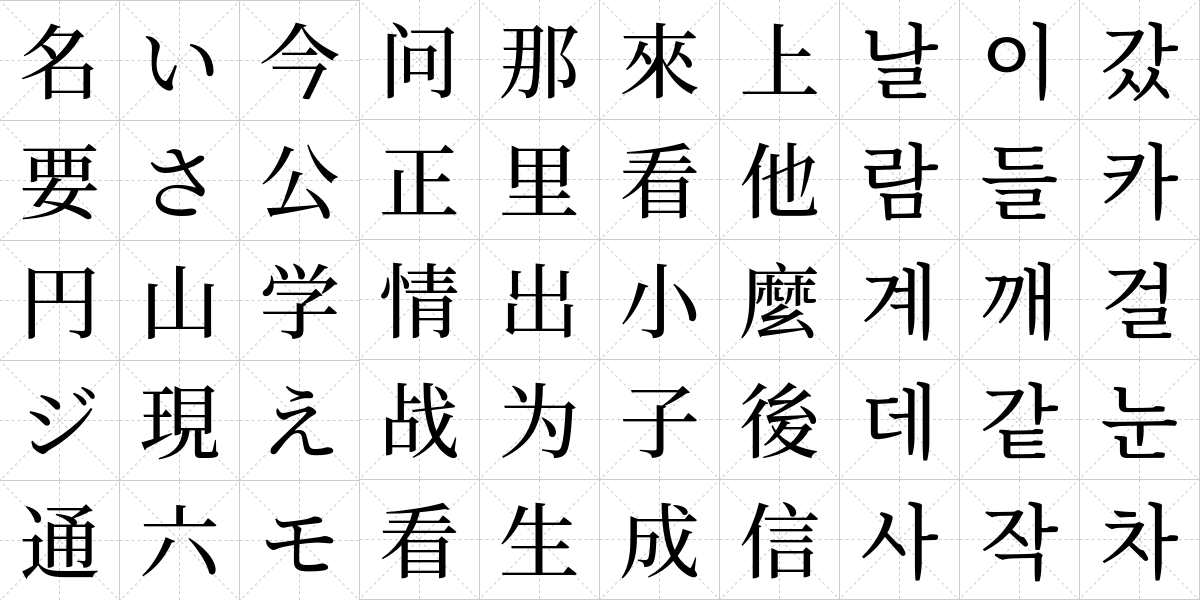 名い今问那來上날이갔
要さ公正里看他람들카
円山学情出小麼계깨걸
ジ現え战为子後데같눈
通六モ看生成信사작차